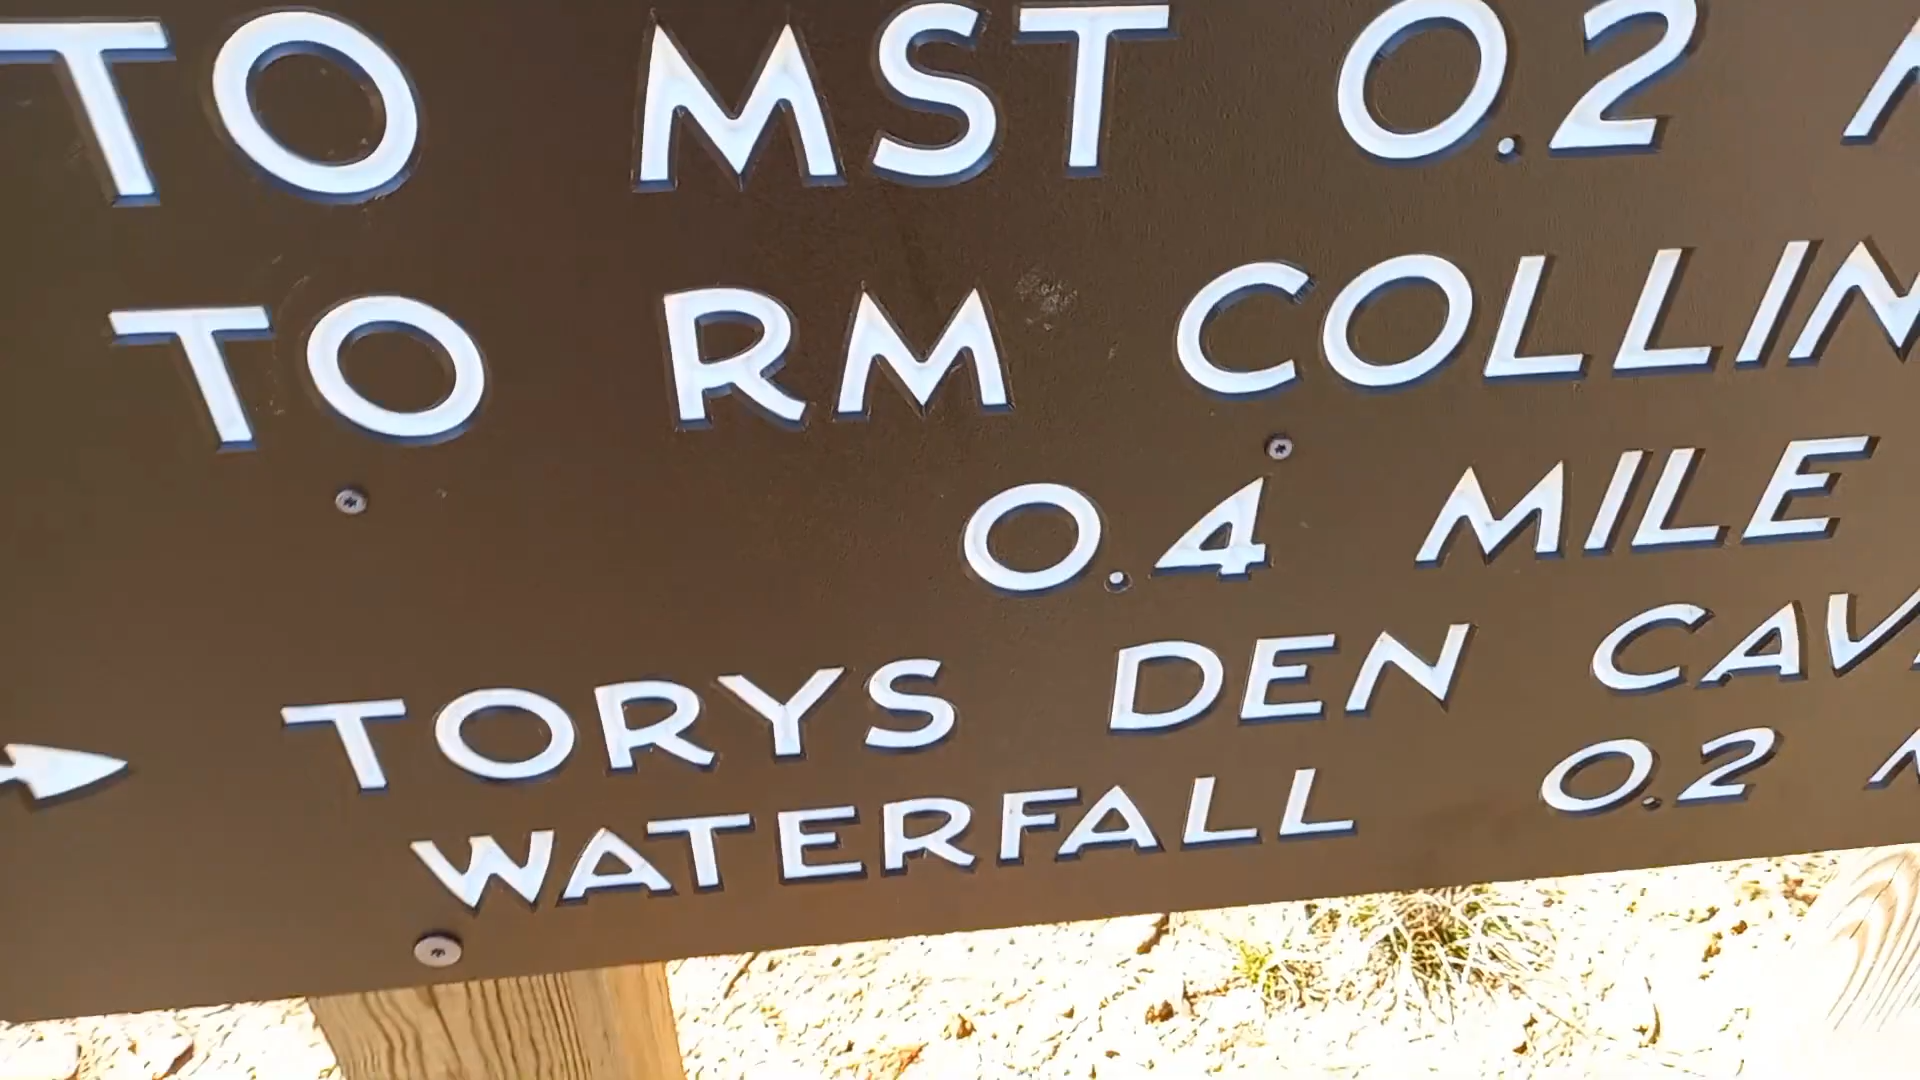 TO MST 0.2
TO RM COLLIN
0.4 MILE
TORYS DEN CAV
WATERFALL 0.2